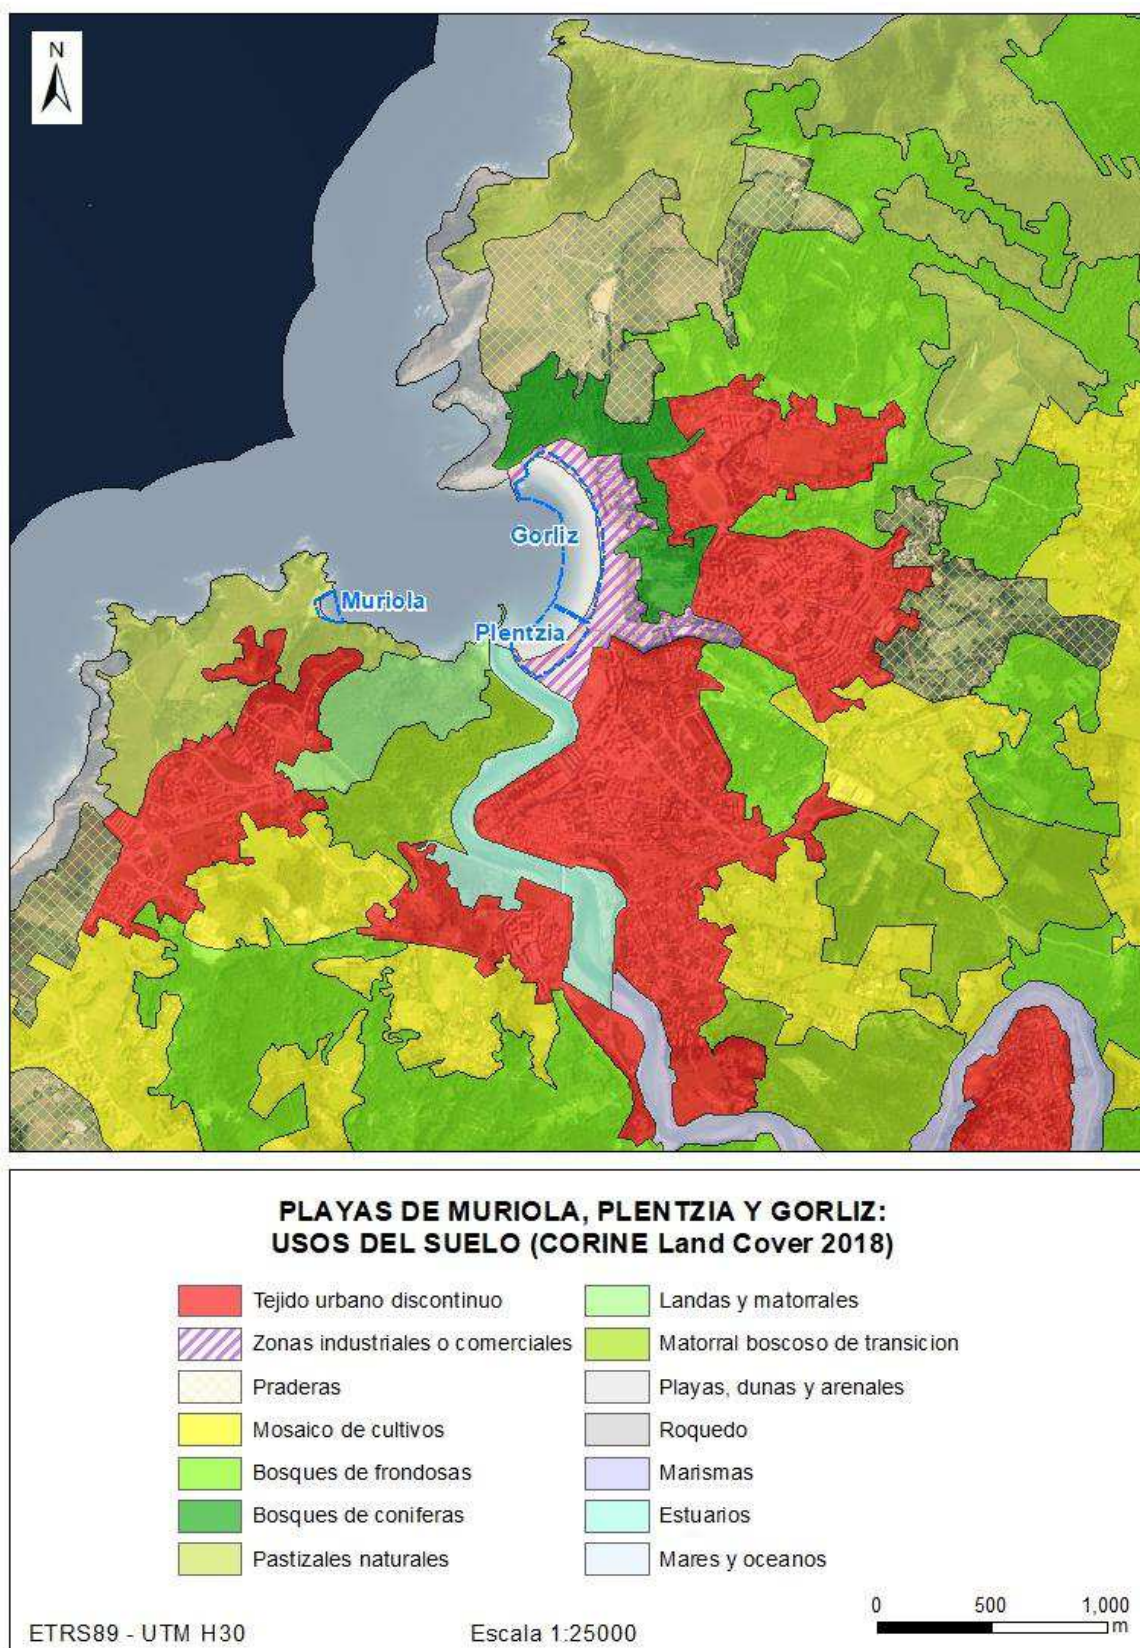 N
Gorliz
Muriola
Plentzia
PLAYAS DE MURIOLA, PLENTZIA Y GORLIZ:
USOS DEL SUELO (CORINE Land Cover 2018)
Tejido urbano discontinuo
Zonas industriales o comerciales
Praderas
Mosaico de cultivos
Bosques de frondosas
Bosques de coniferas
Pastizales naturales
Landas y matorrales
Matorral boscoso de transicion
Playas, dunas y arenales
Roquedo
Marismas
Estuarios
Mares y oceanos
0 500 1,000
m
ETRS89 - UTM H30
Escala 1:25000